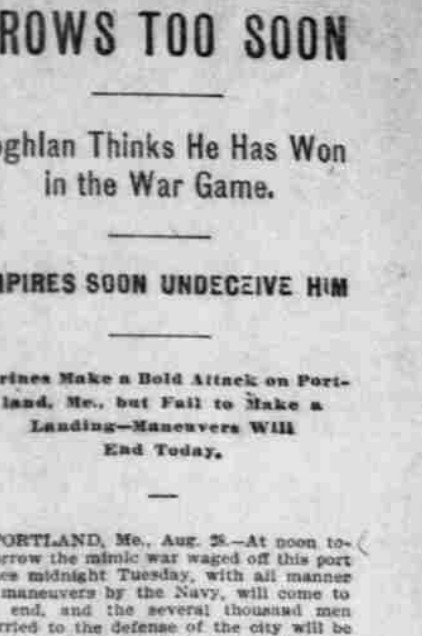 ROWS TOO SOON
oghlan Thinks He Has Won
in the War Game.
MPIRES SOON UNDECEIVE HIM
rines Make a Bold Attack on Port-
land, Me., but Fail to Make a
Landing—Maneuvers Will
End Today.
PORTLAND, Me., Aug. 28.—At noon to-
rrow the mimic war waged off this port
ce midnight Tuesday, with all manner
maneuvers by the Navy, will come to
end, and the several thousand men
rried to the defense of the city will be